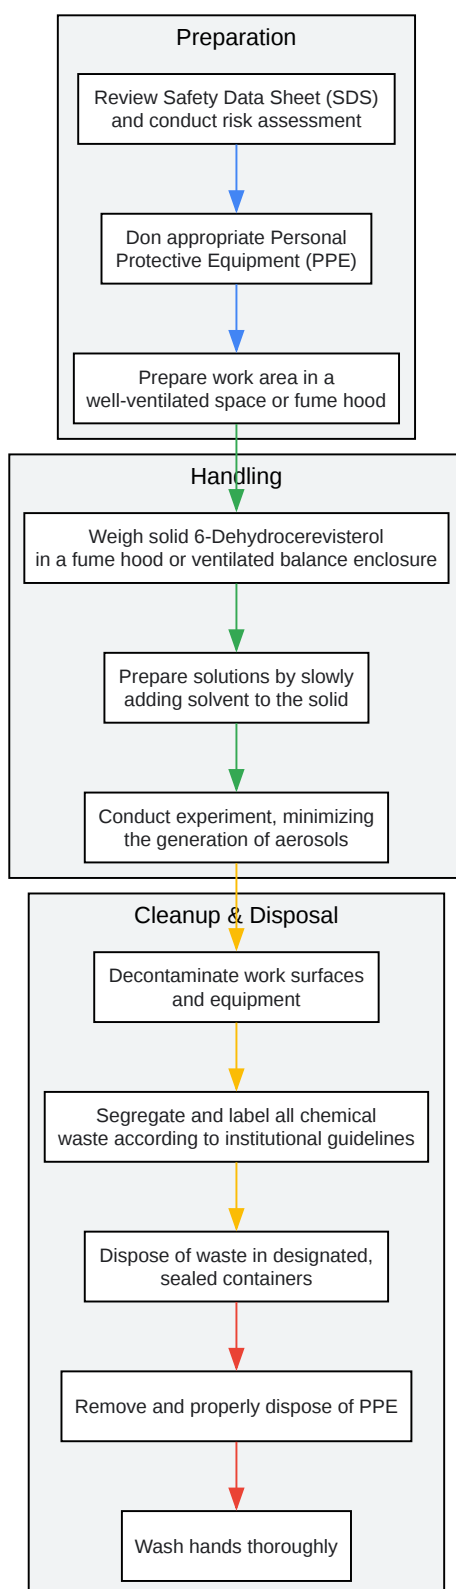 Preparation
Review Safety Data Sheet (SDS)
and conduct risk assessment
Don appropriate Personal
Protective Equipment (PPE)
Prepare work area in a
well-ventilated space or fume hood
Handling
Weigh solid 6-Dehydrocerevisterol
in a fume hood or ventilated balance enclosure
Prepare solutions by slowly
adding solvent to the solid
Conduct experiment, minimizing
the generation of aerosols
Cleanup & Disposal
Decontaminate work surfaces
and equipment
Segregate and label all chemical
waste according to institutional guidelines
Dispose of waste in designated,
sealed containers
Remove and properly dispose of PPE
Wash hands thoroughly